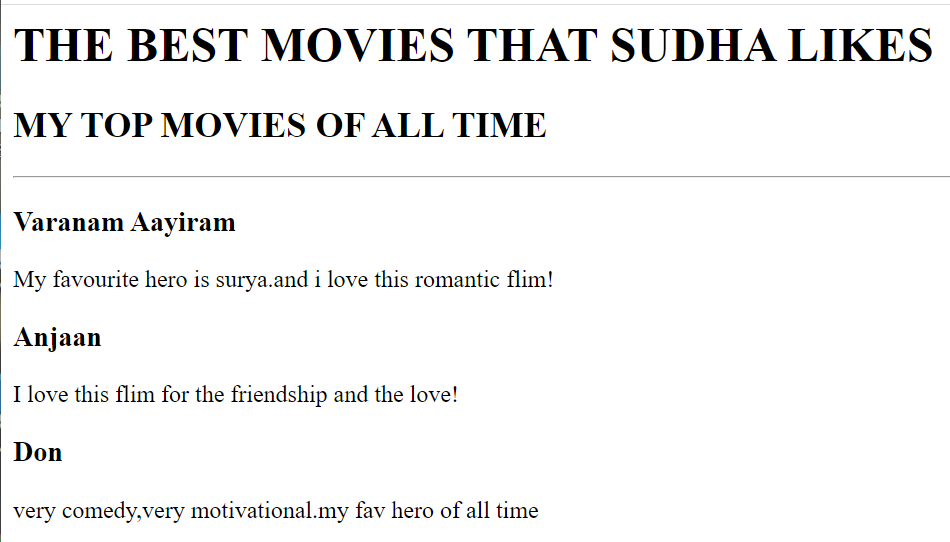 THE BEST MOVIES THAT SUDHA LIKES
MY TOP MOVIES OF ALL TIME
Varanam Aayiram
My favourite hero is surya.and i love this romantic flim!
Anjaan
I love this flim for the friendship and the love!
Don
very comedy,very motivational.my fav hero of all time